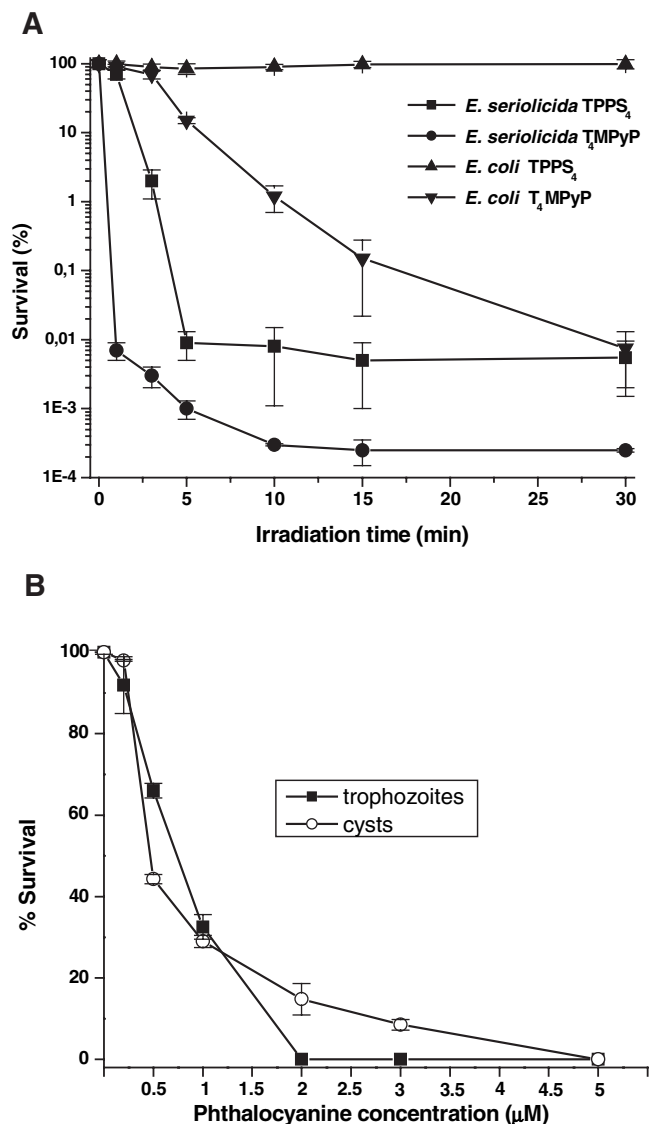 A
100
10
1
0,1
0,01
1E-3
1E-4
Survival (%)
E. seriolicida TPPS4
E. seriolicida T4MPyP
E. coli TPPS4
E. coli T4MPyP
0 5 10 15 20 25 30
Irradiation time (min)
B
100
80
60
40
20
0
% Survival
trophozoites
cysts
0.5 1 1.5 2 2.5 3 3.5 4 4.5 5 5.5
Phthalocyanine concentration (μM)